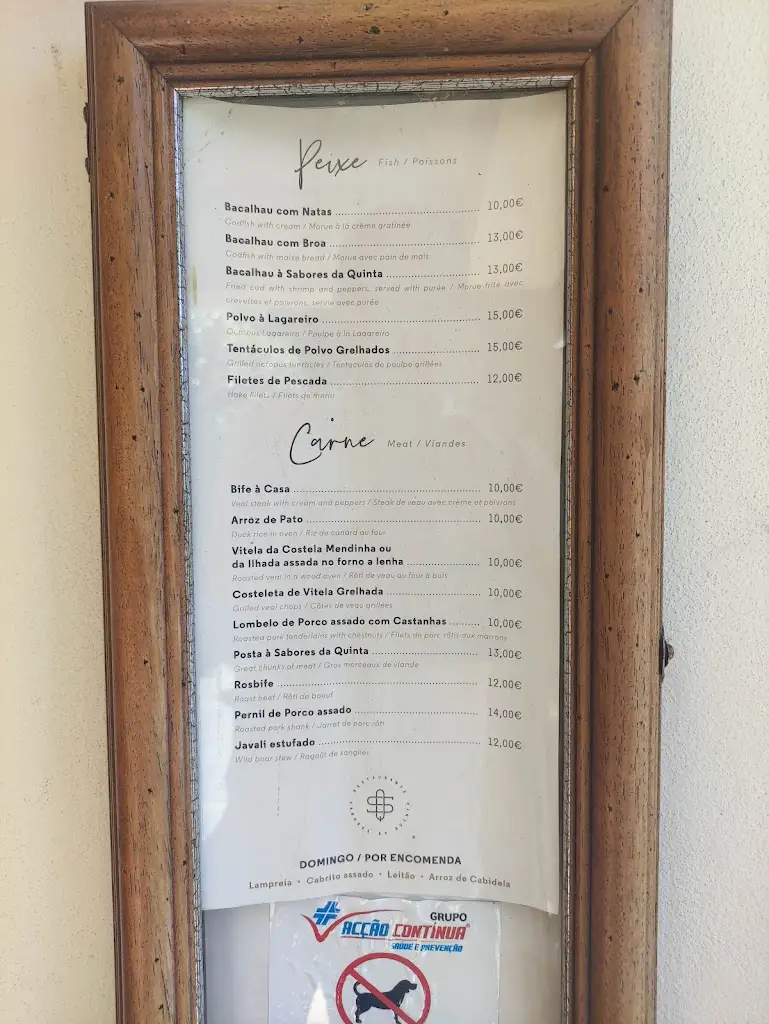 Peixe Fish / Poissons
Bacalhau com Natas 10,00€
Codfish with cream / Morue à la crème gratinée
Bacalhau com Broa 13,00€
Codfish with maize bread / Morue avec pain de maïs
Bacalhau à Sabores da Quinta 13,00€
Fried cod with shrimp and peppers, served with purée / Morue frite avec
crevettes et poivrons, servie avec purée
Polvo à Lagareiro 15,00€
Octopus Lagareiro / Poulpe à la Lagareiro
Tentáculos de Polvo Grelhados 15,00€
Grilled octopus tentacles / Tentacules de poulpe grillées
Filetes de Pescada 12,00€
Hake fillets / Filets de merlu
Carne Meat / Viandes
Bife à Casa 10,00€
Veal steak with cream and peppers / Steak de veau avec crème et poivrons
Arroz de Pato 10,00€
Duck rice in oven / Riz de canard au four
Vitela da Costela Mendinha ou
da Ilhada assada no forno a lenha 10,00€
Roasted veal in a woud oven / Rôti de veau au four à bois
Costeleta de Vitela Grelhada 10,00€
Grilled veal chops / Côtes de veau grillées
Lombelo de Porco assado com Castanhas 10,00€
Roasted pork tenderloins with chestnuts / Filets de porc rôtis aux marrons
Posta à Sabores da Quinta 13,00€
Great chunks of meat / Gros morceaux de viande
Rosbife 12,00€
Roast beef / Rôti de boeuf
Pernil de Porco assado 14,00€
Roasted pork shank / Jarret de porc rôti
Javali estufado 12,00€
Wild boar stew / Ragoût de sanglier
RESTAURANTE
SABORES DA QUINTA
DOMINGO / POR ENCOMENDA
Lampreia • Cabrito assado • Leitão • Arroz de Cabidela
GRUPO
ACÇÃO CONTÍNUA
SAÚDE E PREVENÇÃO